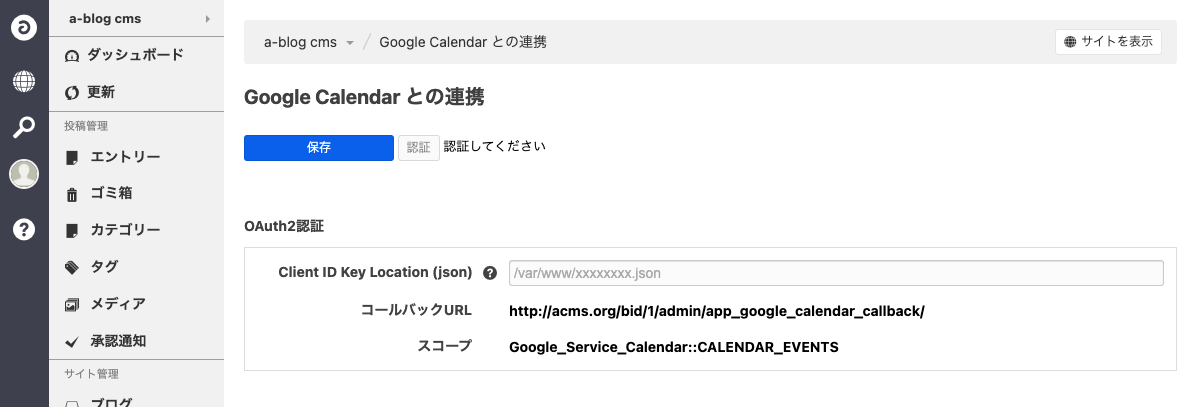 a-blog cms
ダッシュボード
更新
投稿管理
エントリー
ゴミ箱
カテゴリー
タグ
メディア
承認通知
サイト管理
ブログ
a-blog cms / Google Calendar との連携
サイトを表示
Google Calendar との連携
保存 認証 認証してください
OAuth2認証
Client ID Key Location (json) ? /var/www/xxxxxxxx.json
コールバックURL http://acms.org/bid/1/admin/app_google_calendar_callback/
スコープ Google_Service_Calendar::CALENDAR_EVENTS